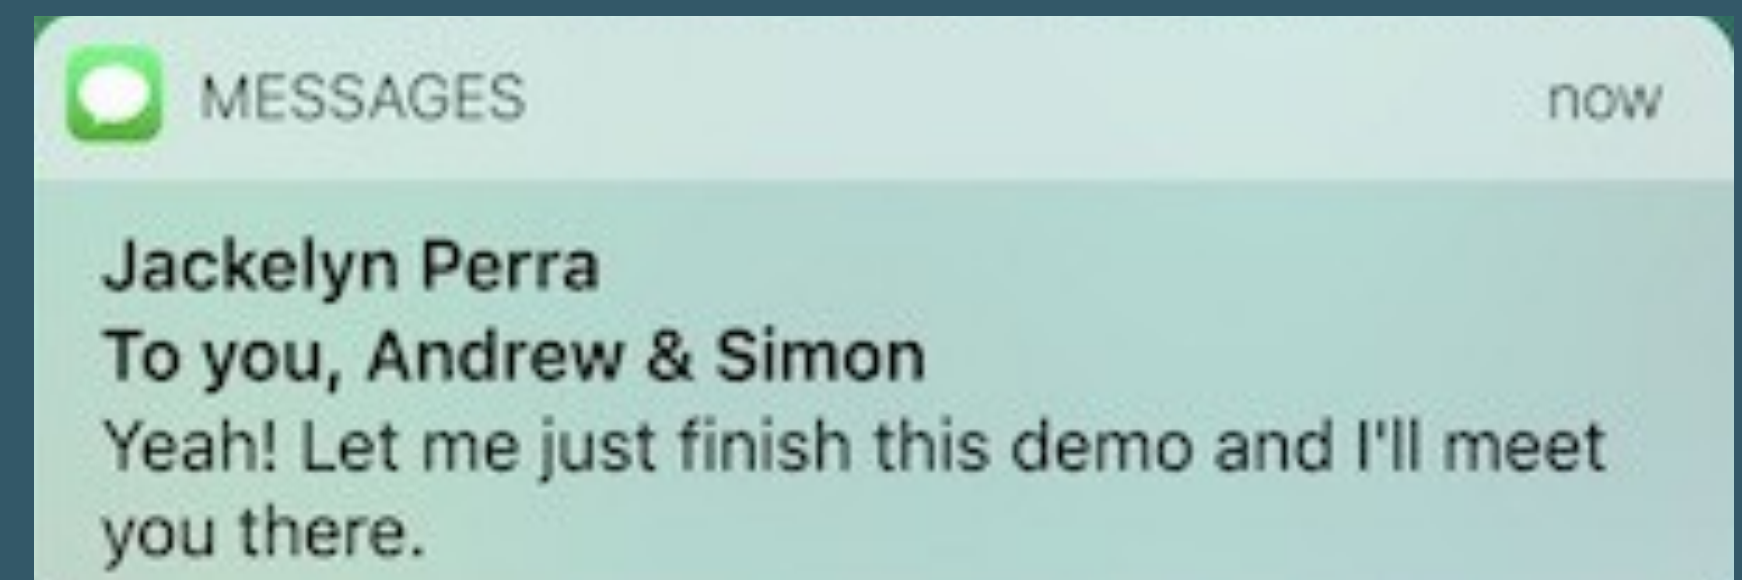 MESSAGES now
Jackelyn Perra
To you, Andrew & Simon
Yeah! Let me just finish this demo and I'll meet
you there.